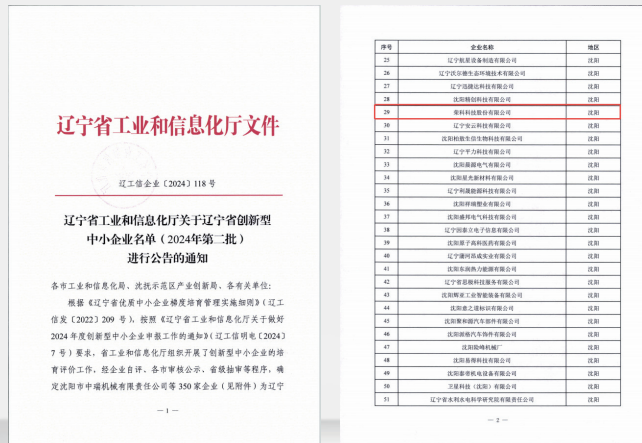 辽宁省工业和信息化厅文件
辽工信企业〔2024〕118号
辽宁省工业和信息化厅关于辽宁省创新型
中小企业名单（2024年第二批）
进行公告的通知
各市工业和信息化局、沈抚示范区产业创新局、各有关单位：
根据《辽宁省优质中小企业梯度培育管理实施细则》（辽工
信发〔2022〕209号），按照《辽宁省工业和信息化厅关于做好
2024年度创新型中小企业申报工作的通知》（辽工信明电〔2024〕
7号）要求，省工业和信息化厅组织开展了创新型中小企业的培
育评价工作，经企业自评、各市审核公示、省级抽审等程序，确
定沈阳市中瑞机械有限责任公司等350家企业（见附件）为辽宁
— 1 —
序号 企业名称 地区
25 辽宁航星设备制造有限公司 沈阳
26 辽宁沃尔德生态环境技术有限公司 沈阳
27 辽宁迅捷达科技有限公司 沈阳
28 沈阳精创科技有限公司 沈阳
29 荣科科技股份有限公司 沈阳
30 辽宁安云科技有限公司 沈阳
31 沈阳柏殷生信生物科技有限公司 沈阳
32 辽宁平力科技有限公司 沈阳
33 沈阳晨源电气有限公司 沈阳
34 沈阳星光新材料有限公司 沈阳
35 辽宁利晟能源科技有限公司 沈阳
36 沈阳祥瑞塑业有限公司 沈阳
37 沈阳盛邦电气科技有限公司 沈阳
38 辽宁回泰立电子信息有限公司 沈阳
39 沈阳原子高科医药有限公司 沈阳
40 辽宁蒲河昂成实业有限公司 沈阳
41 沈阳东润热力能源有限公司 沈阳
42 辽宁省思极科技服务有限公司 沈阳
43 沈阳辉亚工业智能装备有限公司 沈阳
44 沈阳意之道标识有限公司 沈阳
45 沈阳聚和源汽车部件有限公司 沈阳
46 沈阳派格汽车饰件有限公司 沈阳
47 沈阳险峰机械厂 沈阳
48 沈阳易得科技有限公司 沈阳
49 沈阳泰密机电设备有限公司 沈阳
50 卫星科技（沈阳）有限公司 沈阳
51 辽宁省水利水电科学研究院有限责任公司 沈阳
— 2 —